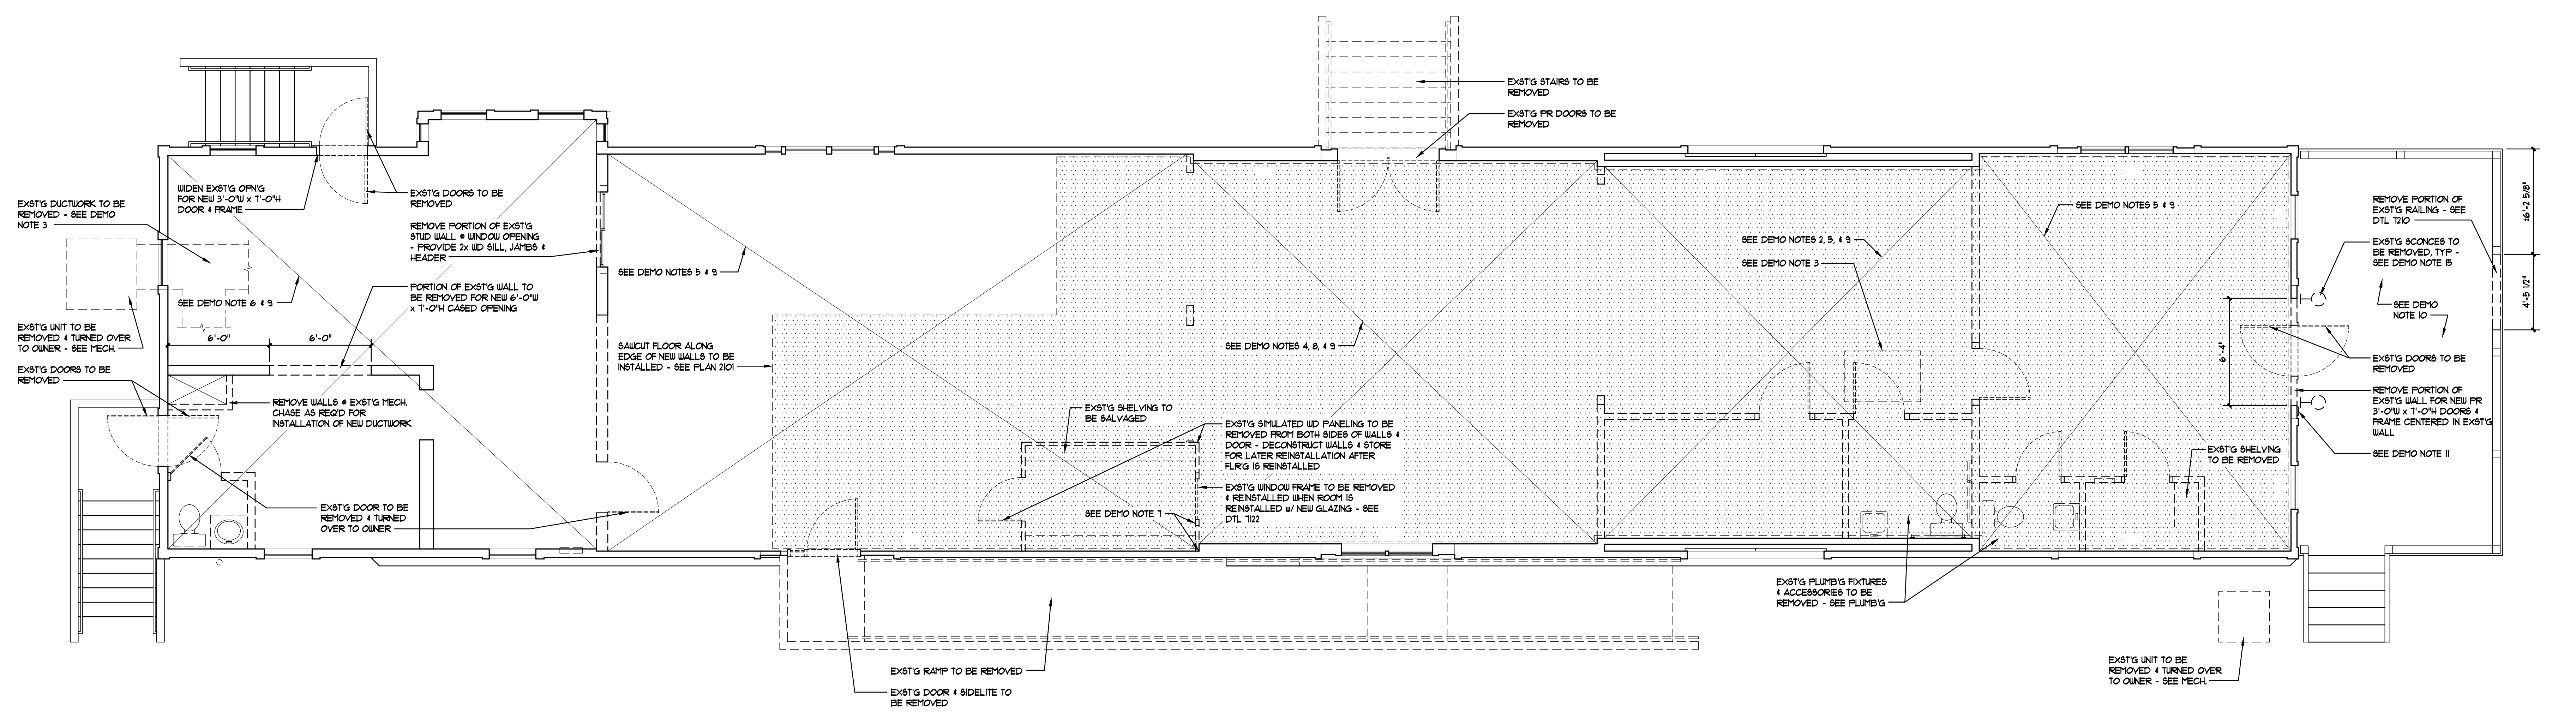 EXST'G STAIRS TO BE
REMOVED
EXST'G PR DOORS TO BE
REMOVED
WIDEN EXST'G OPN'G
FOR NEW 3'-0"W x 7'-0"H
DOOR & FRAME
EXST'G DOORS TO BE
REMOVED
EXST'G DUCTWORK TO BE
REMOVED - SEE DEMO
NOTE 3
REMOVE PORTION OF EXST'G
STUD WALL @ WINDOW OPENING
- PROVIDE 2x WD SILL, JAMBS &
HEADER
SEE DEMO NOTES 5 & 9
SEE DEMO NOTE 6 & 9
PORTION OF EXST'G WALL TO
BE REMOVED FOR NEW 6'-0"W
x 7'-0"H CASED OPENING
EXST'G UNIT TO BE
REMOVED & TURNED OVER
TO OWNER - SEE MECH.
6'-0"
6'-0"
EXST'G DOORS TO BE
REMOVED
SAWCUT FLOOR ALONG
EDGE OF NEW WALLS TO BE
INSTALLED - SEE PLAN 2101
REMOVE WALLS @ EXST'G MECH.
CHASE AS REQ'D FOR
INSTALLATION OF NEW DUCTWORK
EXST'G DOOR TO BE
REMOVED & TURNED
OVER TO OWNER
EXST'G SHELVING TO
BE SALVAGED
SEE DEMO NOTE 7
SEE DEMO NOTES 4, 8, & 9
EXST'G SIMULATED WD PANELING TO BE
REMOVED FROM BOTH SIDES OF WALLS &
DOOR - DECONSTRUCT WALLS & STORE
FOR LATER REINSTALLATION AFTER
FLR'G IS REINSTALLED
EXST'G WINDOW FRAME TO BE REMOVED
& REINSTALLED WHEN ROOM IS
REINSTALLED w/ NEW GLAZING - SEE
DTL 7122
SEE DEMO NOTES 2, 5, & 9
SEE DEMO NOTE 3
SEE DEMO NOTES 5 & 9
EXST'G SHELVING
TO BE REMOVED
6'-4"
REMOVE PORTION OF
EXST'G RAILING - SEE
DTL 7210
EXST'G SCONCES TO
BE REMOVED, TYP -
SEE DEMO NOTE 15
SEE DEMO
NOTE 10
EXST'G DOORS TO BE
REMOVED
REMOVE PORTION OF
EXST'G WALL FOR NEW PR
3'-0"W x 7'-0"H DOORS &
FRAME CENTERED IN EXST'G
WALL
SEE DEMO NOTE 11
±6'-2 5/8"
4'-5 1/2"
EXST'G PLUMB'G FIXTURES
& ACCESSORIES TO BE
REMOVED - SEE PLUMB'G
EXST'G RAMP TO BE REMOVED
EXST'G DOOR & SIDELITE TO
BE REMOVED
EXST'G UNIT TO BE
REMOVED & TURNED OVER
TO OWNER - SEE MECH.